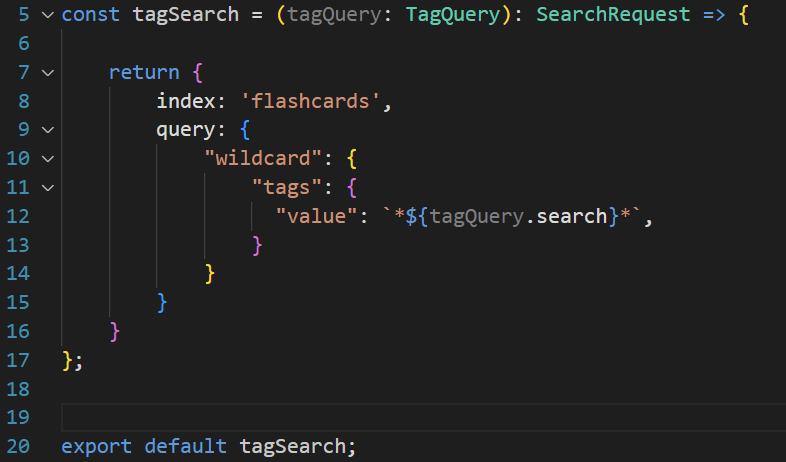 5 const tagSearch = (tagQuery: TagQuery): SearchRequest => {
6
7     return {
8         index: 'flashcards',
9         query: {
10             "wildcard": {
11                 "tags": {
12                   "value": `*${tagQuery.search}*`,
13                 }
14             }
15         }
16     }
17 };
18
19
20 export default tagSearch;